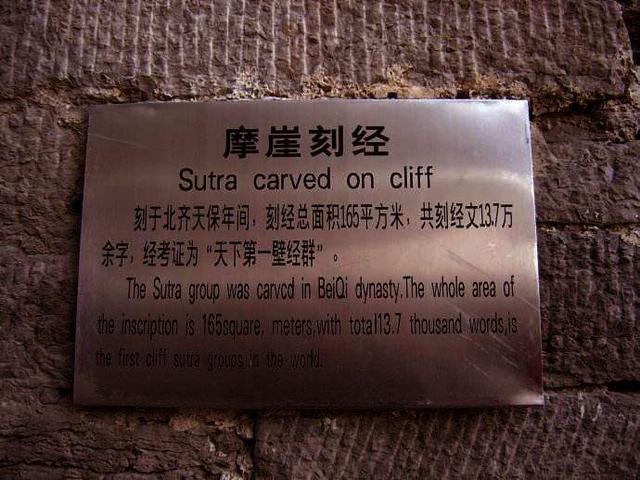 摩崖刻经
Sutra carved on cliff
刻于北齐天保年间，刻经总面积165平方米，共刻经文13.7万
余字，经考证为“天下第一壁经群”。
The Sutra group was carvcd in BeiQi dynasty.The whole area of
the inscription is 165square, meters,with total13.7 thousand words,is
the first cliff sutra groups in the world.